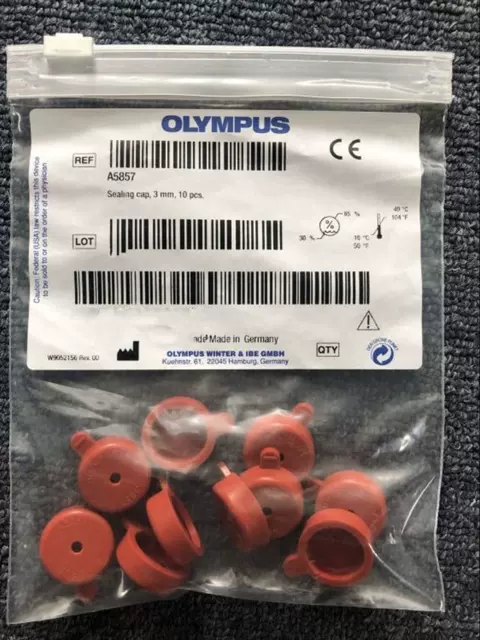 OLYMPUS
REF
A5857
CE
Sealing cap, 3 mm, 10 pcs.
LOT
%
30 %
85 %
10 °C
50 °F
104 °F
Caution: Federal (USA) law restricts this device
to be sold to or on the order of a physician.
Made in Germany
OLYMPUS WINTER & IBE GMBH
Kuehnstr. 61, 22045 Hamburg, Germany
QTY
W9052156 Rev. 00